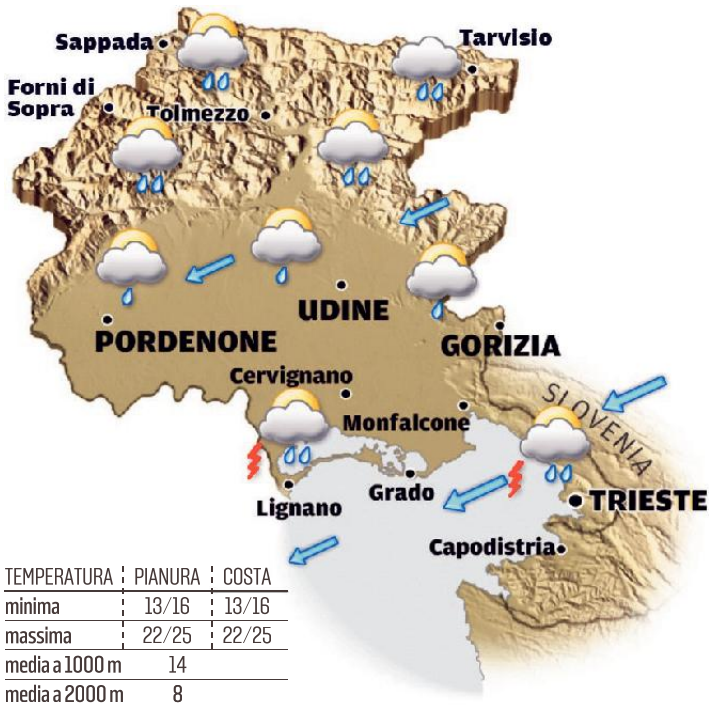 Sappada
Tarvisio
Forni di
Sopra
Tolmezzo
UDINE
PORDENONE
GORIZIA
Cervignano
SLOVENIA
Monfalcone
Grado
Lignano
TRIESTE
Capodistria
TEMPERATURA PIANURA COSTA
minima 13/16 13/16
massima 22/25 22/25
media a 1000 m 14
media a 2000 m 8